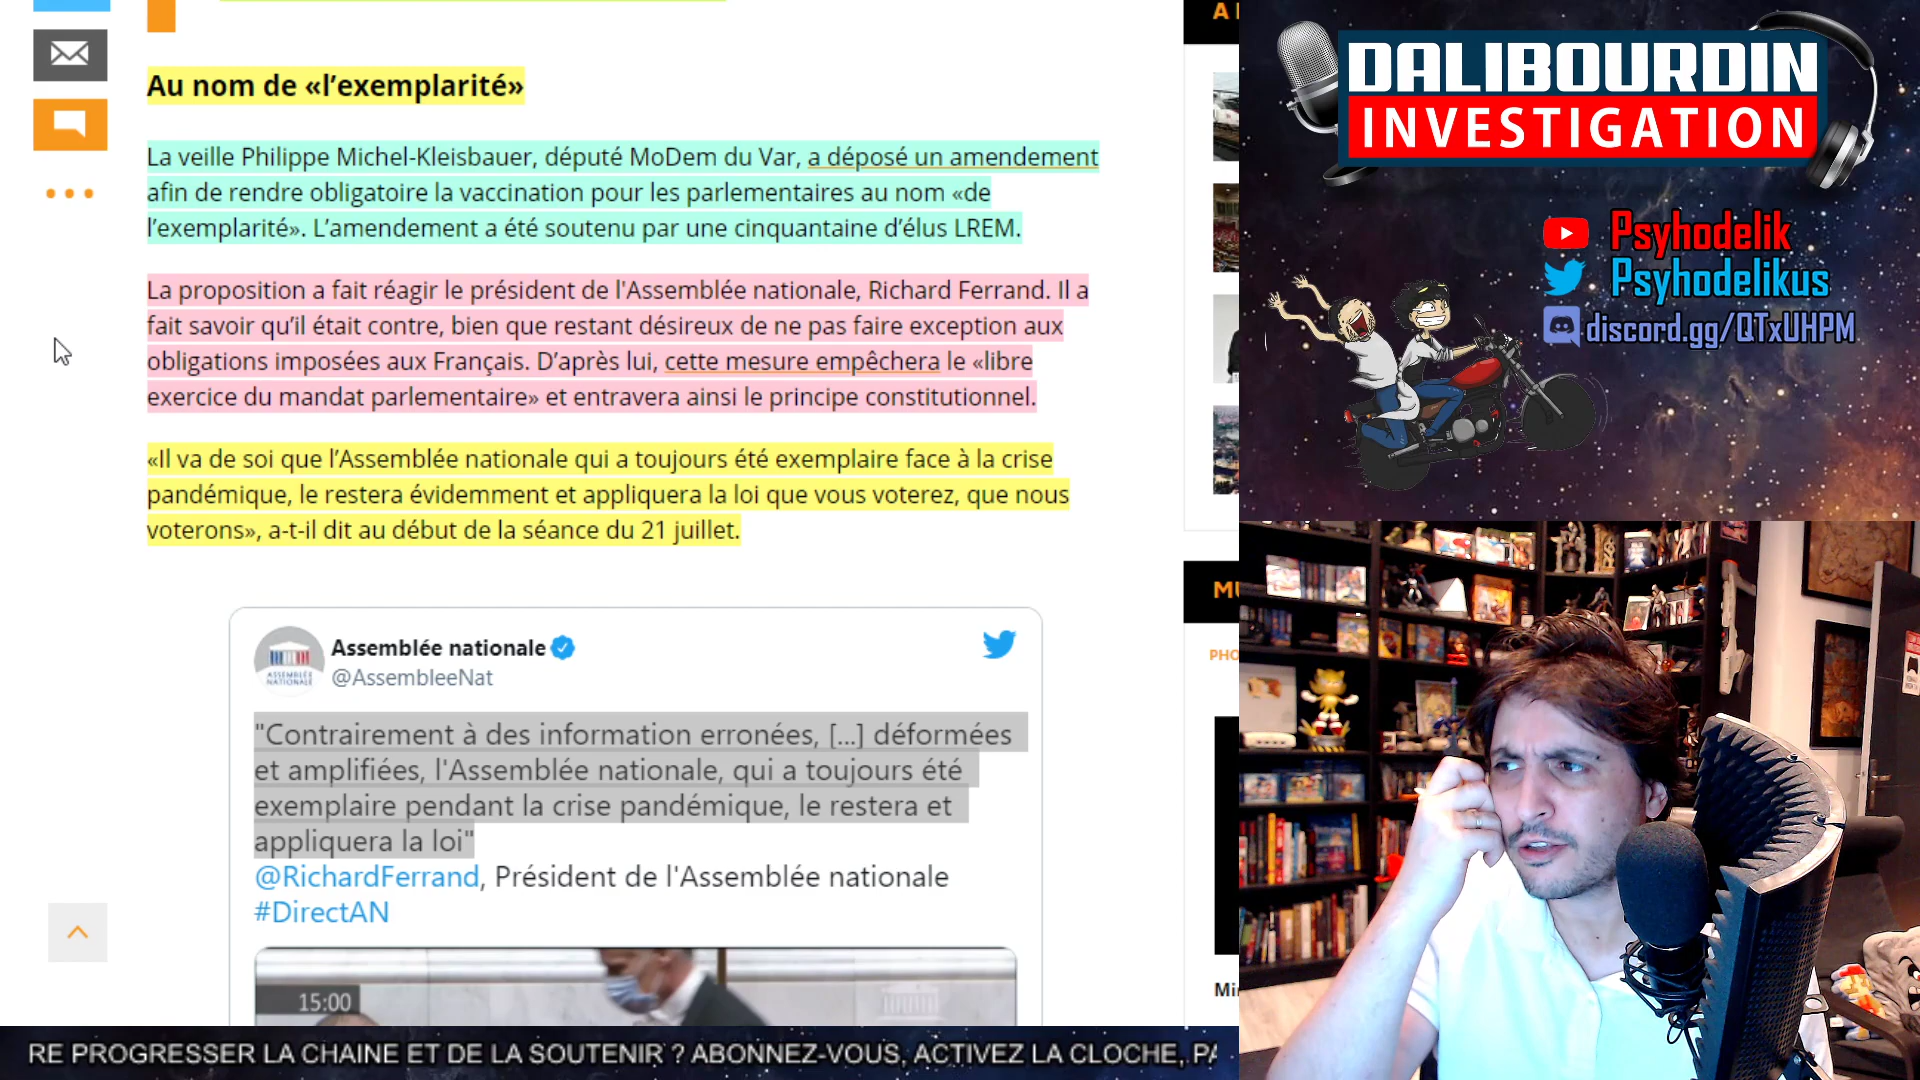 Au nom de «l’exemplarité»
La veille Philippe Michel-Kleisbauer, député MoDem du Var, a déposé un amendement
afin de rendre obligatoire la vaccination pour les parlementaires au nom «de
l’exemplarité». L’amendement a été soutenu par une cinquantaine d’élus LREM.
La proposition a fait réagir le président de l'Assemblée nationale, Richard Ferrand. Il a
fait savoir qu’il était contre, bien que restant désireux de ne pas faire exception aux
obligations imposées aux Français. D’après lui, cette mesure empêchera le «libre
exercice du mandat parlementaire» et entravera ainsi le principe constitutionnel.
«Il va de soi que l’Assemblée nationale qui a toujours été exemplaire face à la crise
pandémique, le restera évidemment et appliquera la loi que vous voterez, que nous
voterons», a-t-il dit au début de la séance du 21 juillet.
ASSEMBLÉE
NATIONALE
Assemblée nationale
@AssembleeNat
"Contrairement à des information erronées, [...] déformées
et amplifiées, l'Assemblée nationale, qui a toujours été
exemplaire pendant la crise pandémique, le restera et
appliquera la loi"
@RichardFerrand, Président de l'Assemblée nationale
#DirectAN
15:00
A
MU
PHO
DALIBOURDIN
INVESTIGATION
Psyhodelik
Psyhodelikus
discord.gg/QTxUHPM
RE PROGRESSER LA CHAINE ET DE LA SOUTENIR ? ABONNEZ-VOUS, ACTIVEZ LA CLOCHE, PA